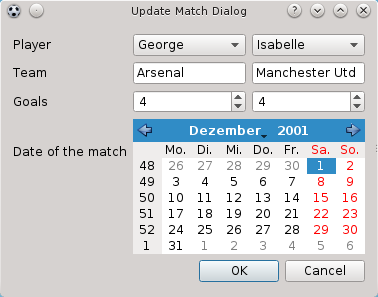 Update Match Dialog
Player George Isabelle
Team Arsenal Manchester Utd
Goals 4 4
Dezember 2001
Date of the match
Mo. Di. Mi. Do. Fr. Sa. So.
48 26 27 28 29 30 1 2
49 3 4 5 6 7 8 9
50 10 11 12 13 14 15 16
51 17 18 19 20 21 22 23
52 24 25 26 27 28 29 30
1 31 1 2 3 4 5 6
OK Cancel